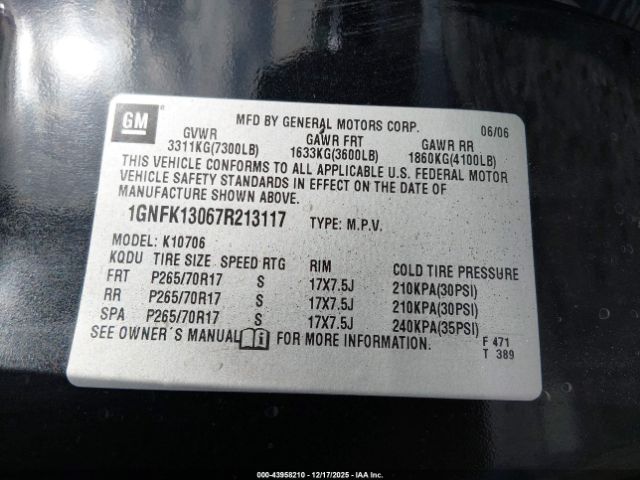 GM ®
MFD BY GENERAL MOTORS CORP. 06/06
GVWR GAWR FRT GAWR RR
3311KG(7300LB) 1633KG(3600LB) 1860KG(4100LB)
THIS VEHICLE CONFORMS TO ALL APPLICABLE U.S. FEDERAL MOTOR
VEHICLE SAFETY STANDARDS IN EFFECT ON THE DATE OF
MANUFACTURE SHOWN ABOVE.
1GNFK13067R213117 TYPE: M.P.V.
MODEL: K10706
KQDU TIRE SIZE SPEED RTG RIM COLD TIRE PRESSURE
FRT P265/70R17 S 17X7.5J 210KPA(30PSI)
RR P265/70R17 S 17X7.5J 210KPA(30PSI)
SPA P265/70R17 S 17X7.5J 240KPA(35PSI)
SEE OWNER´S MANUAL FOR MORE INFORMATION.
F 471
T 389
000-43958210 - 12/17/2025 - IAA Inc.